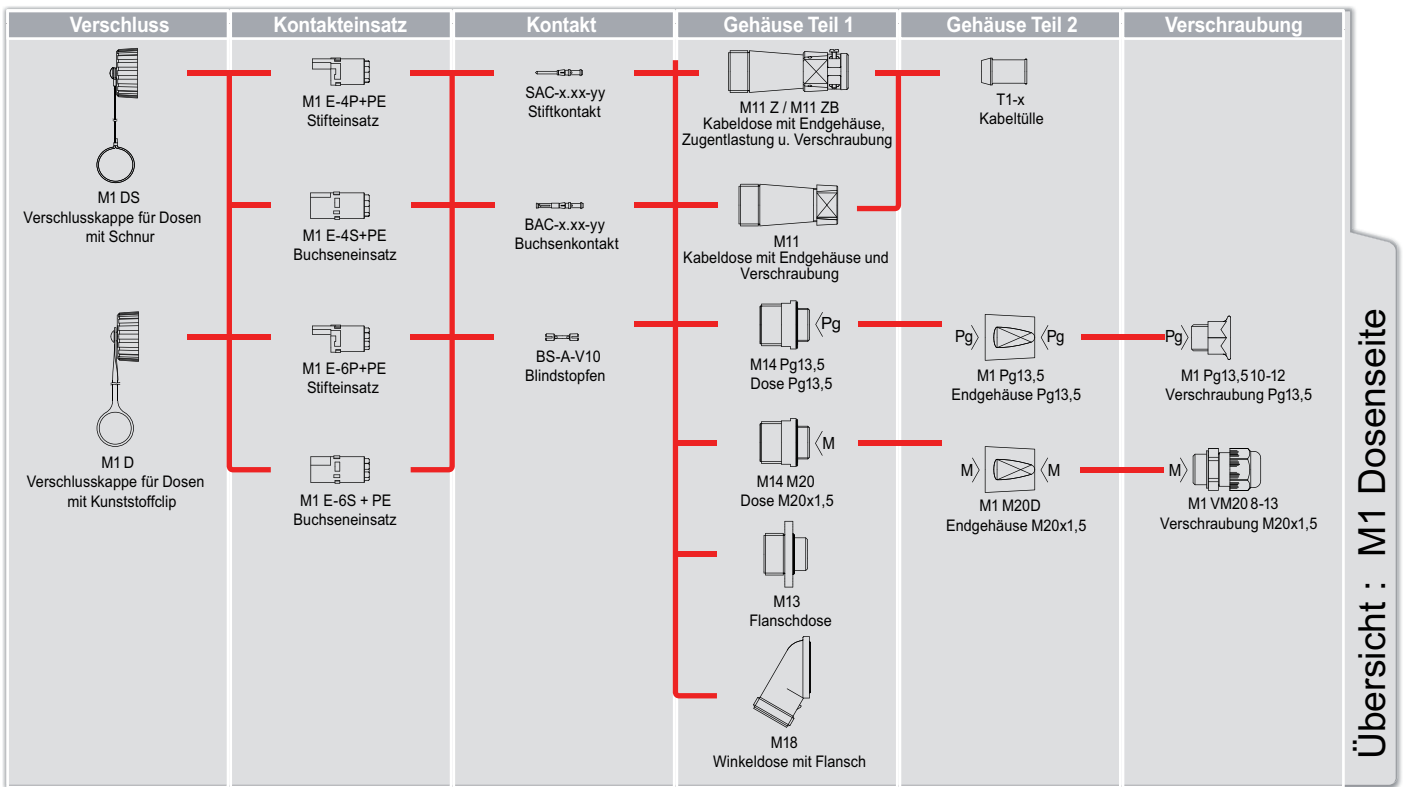 Verschluss
Kontakteinsatz
Kontakt
Gehäuse Teil 1
Gehäuse Teil 2
Verschraubung
M1 DS
Verschlusskappe für Dosen
mit Schnur
M1 D
Verschlusskappe für Dosen
mit Kunststoffclip
M1 E-4P+PE
Stifteinsatz
M1 E-4S+PE
Buchseneinsatz
M1 E-6P+PE
Stifteinsatz
M1 E-6S + PE
Buchseneinsatz
SAC-x.xx-yy
Stiftkontakt
BAC-x.xx-yy
Buchsenkontakt
BS-A-V10
Blindstopfen
M11 Z / M11 ZB
Kabeldose mit Endgehäuse,
Zugentlastung u. Verschraubung
M11
Kabeldose mit Endgehäuse und
Verschraubung
Pg
M14 Pg13,5
Dose Pg13,5
M
M14 M20
Dose M20x1,5
M13
Flanschdose
M18
Winkeldose mit Flansch
T1-x
Kabeltülle
Pg Pg
M1 Pg13,5
Endgehäuse Pg13,5
M M
M1 M20D
Endgehäuse M20x1,5
Pg
M1 Pg13,5 10-12
Verschraubung Pg13,5
M
M1 VM20 8-13
Verschraubung M20x1,5
Übersicht : M1 Dosenseite